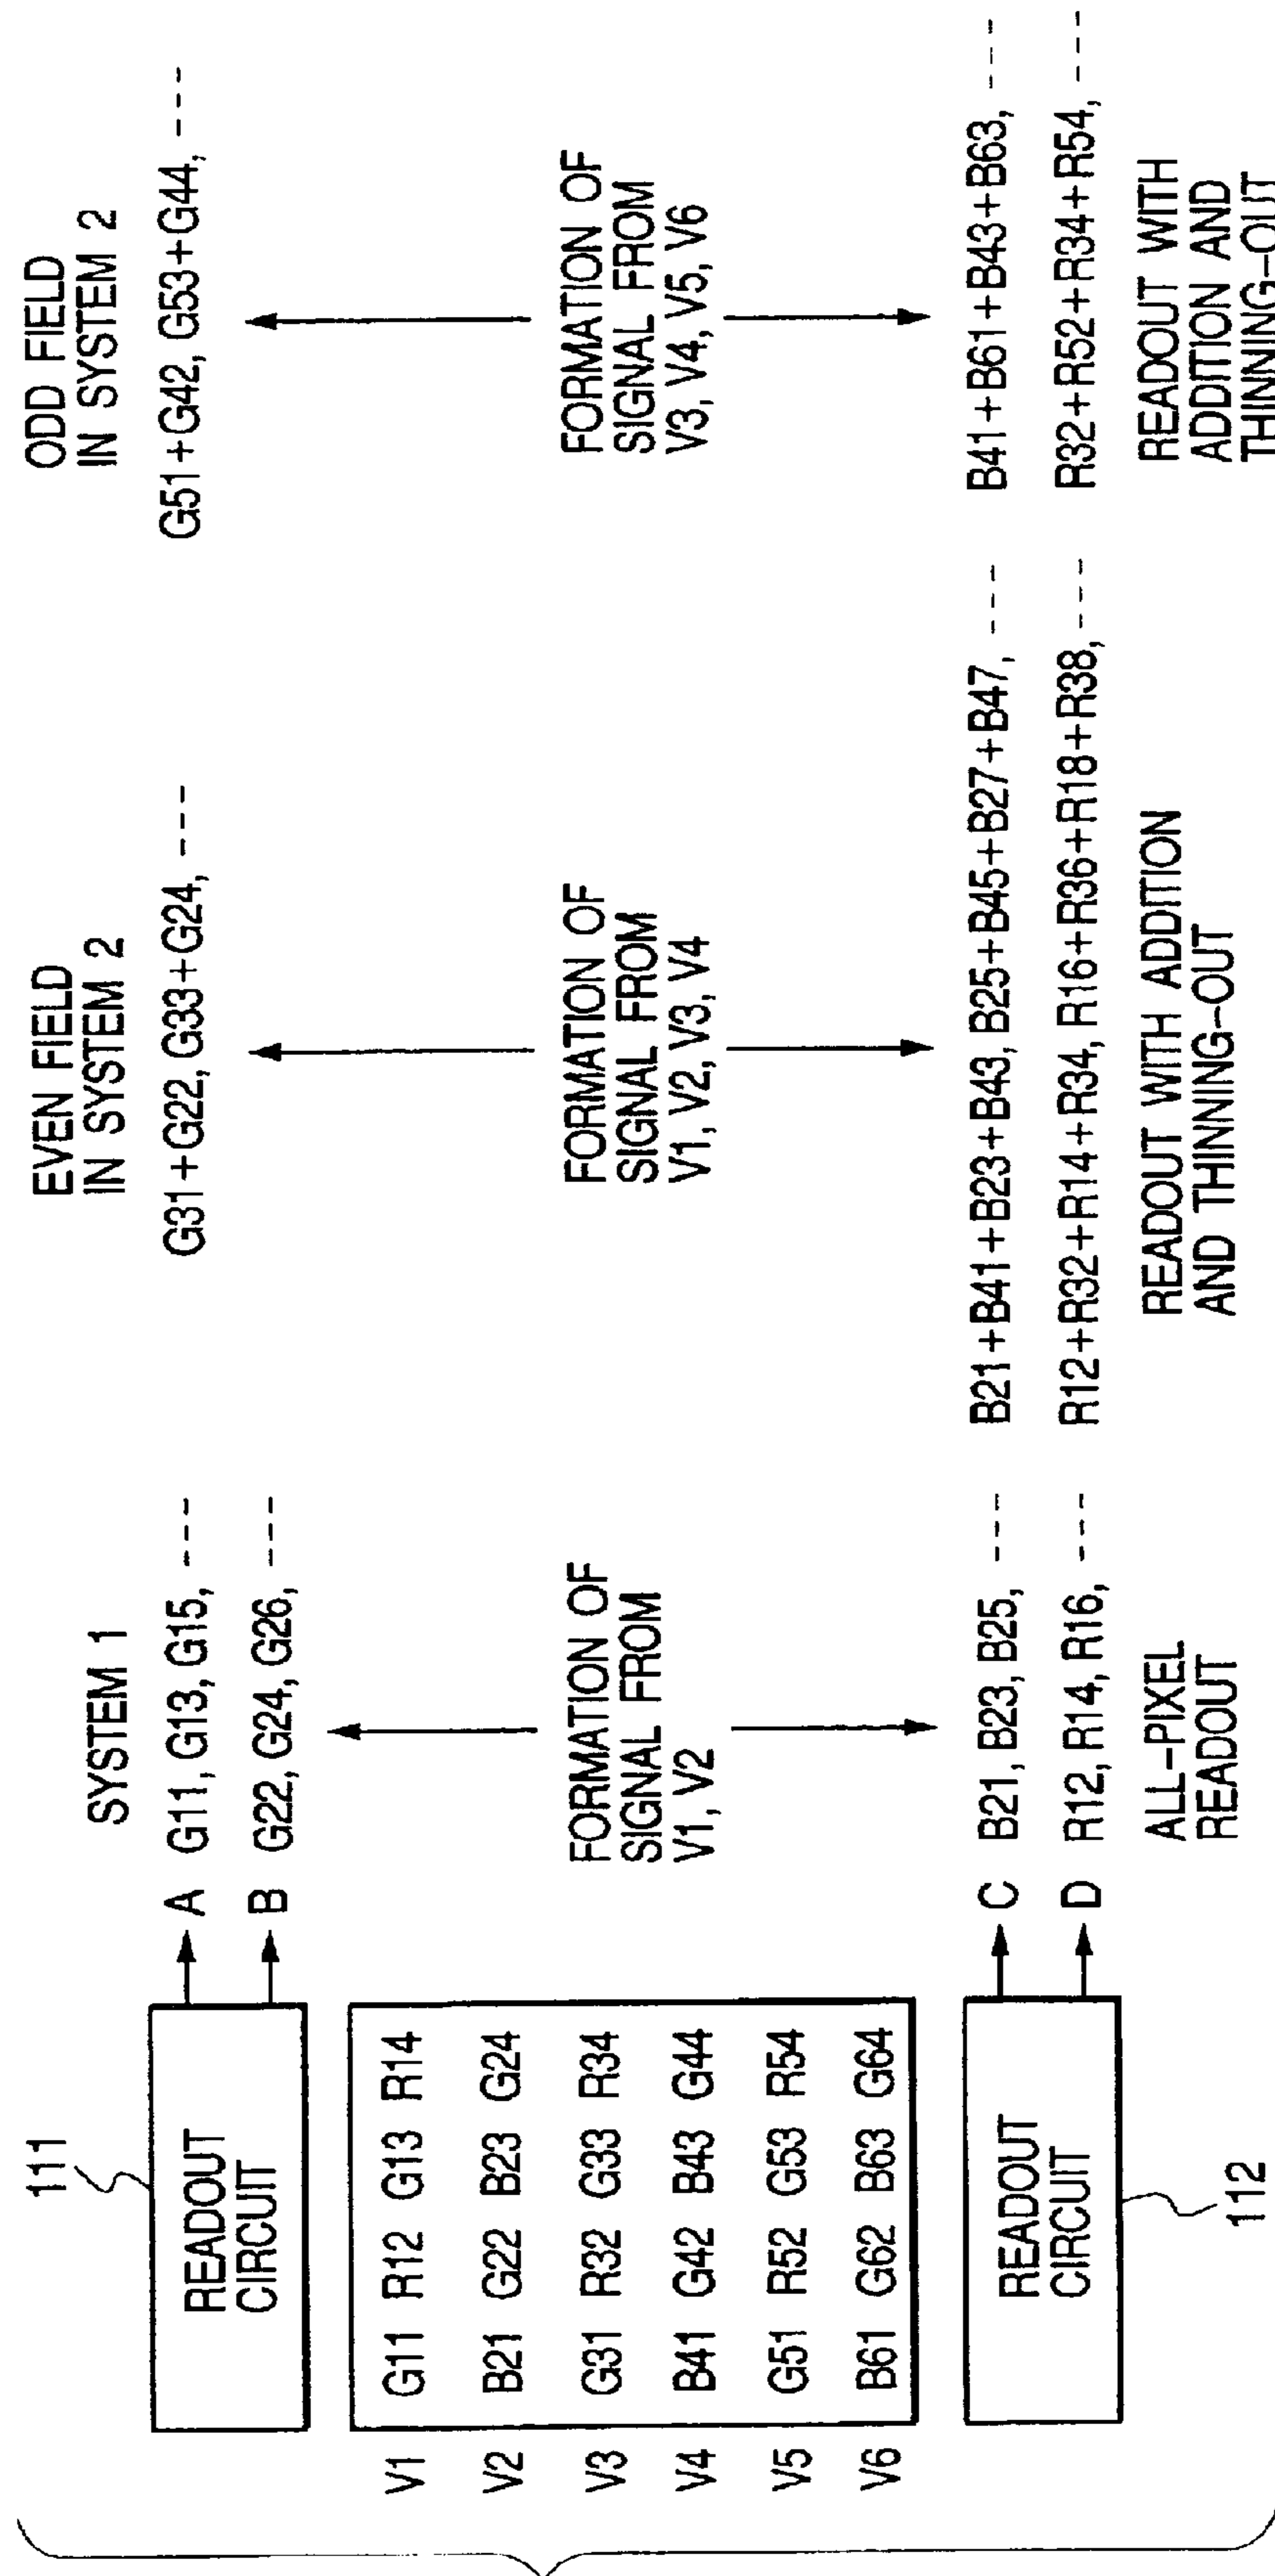 111
READOUT
CIRCUIT
V1 G11 R12 G13 R14
V2 B21 G22 B23 G24
V3 G31 R32 G33 R34
V4 B41 G42 B43 G44
V5 G51 R52 G53 R54
V6 B61 G62 B63 G64
READOUT
CIRCUIT
112
SYSTEM 1
A G11, G13, G15, ---
B G22, G24, G26, ---
FORMATION OF
SIGNAL FROM
V1, V2
C B21, B23, B25, ---
D R12, R14, R16, ---
ALL-PIXEL
READOUT
EVEN FIELD
IN SYSTEM 2
G31+G22, G33+G24, ---
FORMATION OF
SIGNAL FROM
V1, V2, V3, V4
B21+B41+B23+B43, B25+B45+B27+B47, ---
R12+R32+R14+R34, R16+R36+R18+R38, ---
READOUT WITH ADDITION
AND THINNING-OUT
ODD FIELD
IN SYSTEM 2
G51+G42, G53+G44, ---
FORMATION OF
SIGNAL FROM
V3, V4, V5, V6
B41+B61+B43+B63, ---
R32+R52+R34+R54, ---
READOUT WITH
ADDITION AND
THINNING-OUT